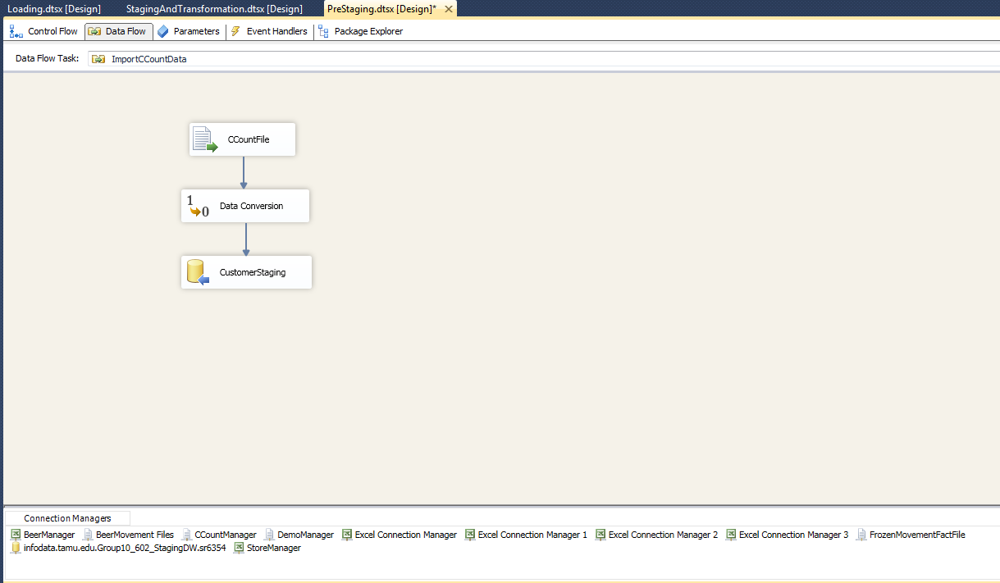 Loading.dtsx [Design] StagingAndTransformation.dtsx [Design] PreStaging.dtsx [Design]*
Control Flow Data Flow Parameters Event Handlers Package Explorer
Data Flow Task: ImportCCountData
CCountFile
1
0 Data Conversion
CustomerStaging
Connection Managers
BeerManager BeerMovement Files CCountManager DemoManager Excel Connection Manager Excel Connection Manager 1 Excel Connection Manager 2 Excel Connection Manager 3 FrozenMovementFactFile
infodata.tamu.edu.Group10_602_StagingDW.sr6354 StoreManager